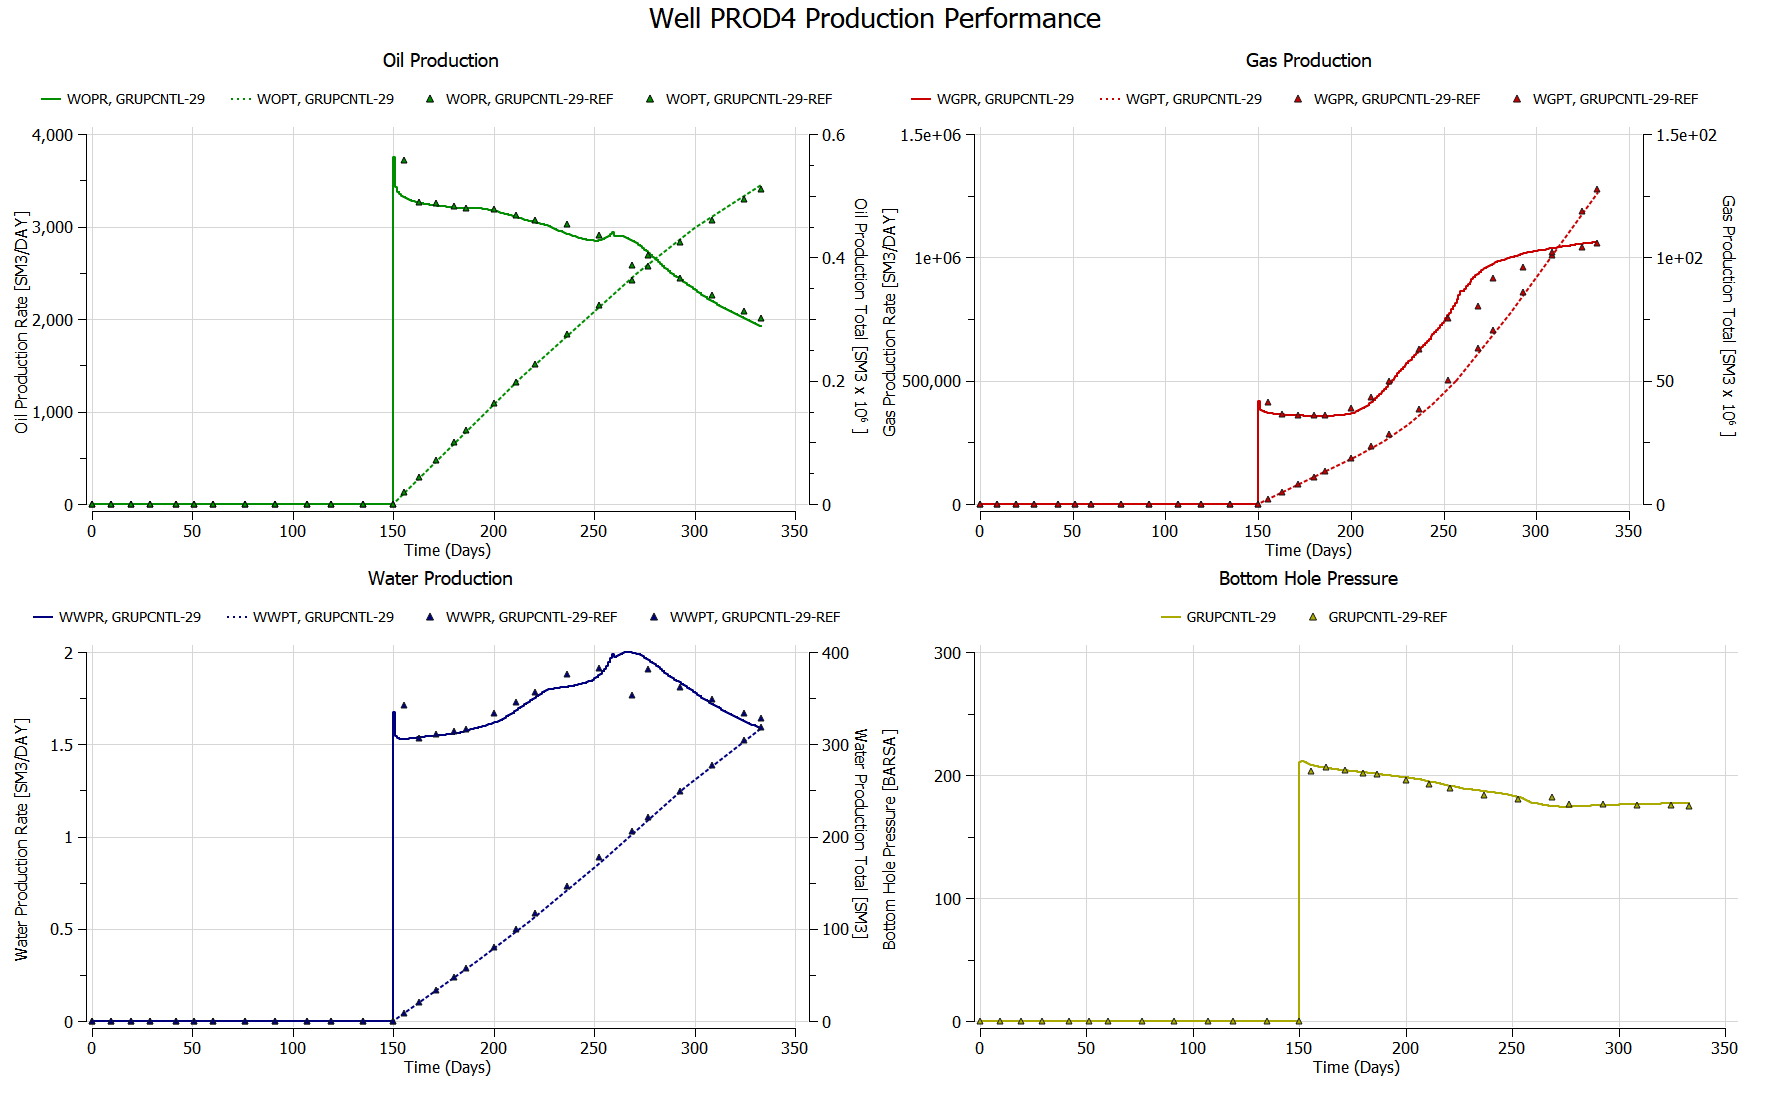 Well PROD4 Production Performance
Oil Production
WOPR, GRUPCNTL-29 WOPT, GRUPCNTL-29 WOPR, GRUPCNTL-29-REF WOPT, GRUPCNTL-29-REF
4,000
3,000
2,000
1,000
0
Oil Production Rate [SM3/DAY]
0.6
0.4
0.2
0
Oil Production Total [SM3 x 10⁶ ]
0 50 100 150 200 250 300 350
Time (Days)
Gas Production
WGPR, GRUPCNTL-29 WGPT, GRUPCNTL-29 WGPR, GRUPCNTL-29-REF WGPT, GRUPCNTL-29-REF
1.5e+06
1e+06
500,000
0
Gas Production Rate [SM3/DAY]
1.5e+02
1e+02
50
0
Gas Production Total [SM3 x 10⁶ ]
0 50 100 150 200 250 300 350
Time (Days)
Water Production
WWPR, GRUPCNTL-29 WWPT, GRUPCNTL-29 WWPR, GRUPCNTL-29-REF WWPT, GRUPCNTL-29-REF
2
1.5
1
0.5
0
Water Production Rate [SM3/DAY]
400
300
200
100
0
Water Production Total [SM3]
0 50 100 150 200 250 300 350
Time (Days)
Bottom Hole Pressure
GRUPCNTL-29 GRUPCNTL-29-REF
300
200
100
0
Bottom Hole Pressure [BARSA]
0 50 100 150 200 250 300 350
Time (Days)